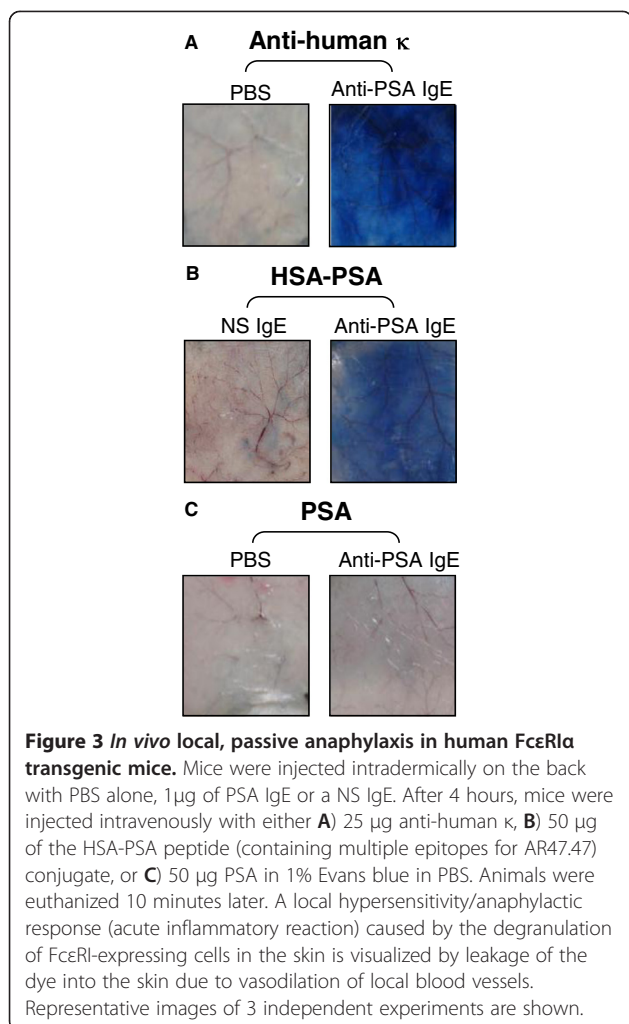 A Anti-human κ
PBS Anti-PSA IgE
B HSA-PSA
NS IgE Anti-PSA IgE
C PSA
PBS Anti-PSA IgE
Figure 3 In vivo local, passive anaphylaxis in human FcεRIα
transgenic mice. Mice were injected intradermically on the back
with PBS alone, 1μg of PSA IgE or a NS IgE. After 4 hours, mice were
injected intravenously with either A) 25 μg anti-human κ, B) 50 μg
of the HSA-PSA peptide (containing multiple epitopes for AR47.47)
conjugate, or C) 50 μg PSA in 1% Evans blue in PBS. Animals were
euthanized 10 minutes later. A local hypersensitivity/anaphylactic
response (acute inflammatory reaction) caused by the degranulation
of FcεRI-expressing cells in the skin is visualized by leakage of the
dye into the skin due to vasodilation of local blood vessels.
Representative images of 3 independent experiments are shown.